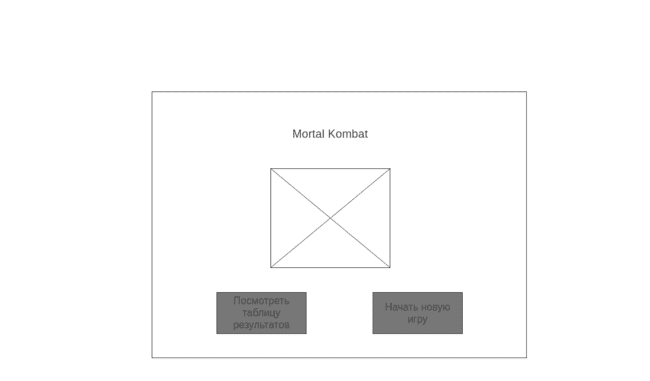 Mortal Kombat
Посмотреть
таблицу
результатов
Начать новую
игру